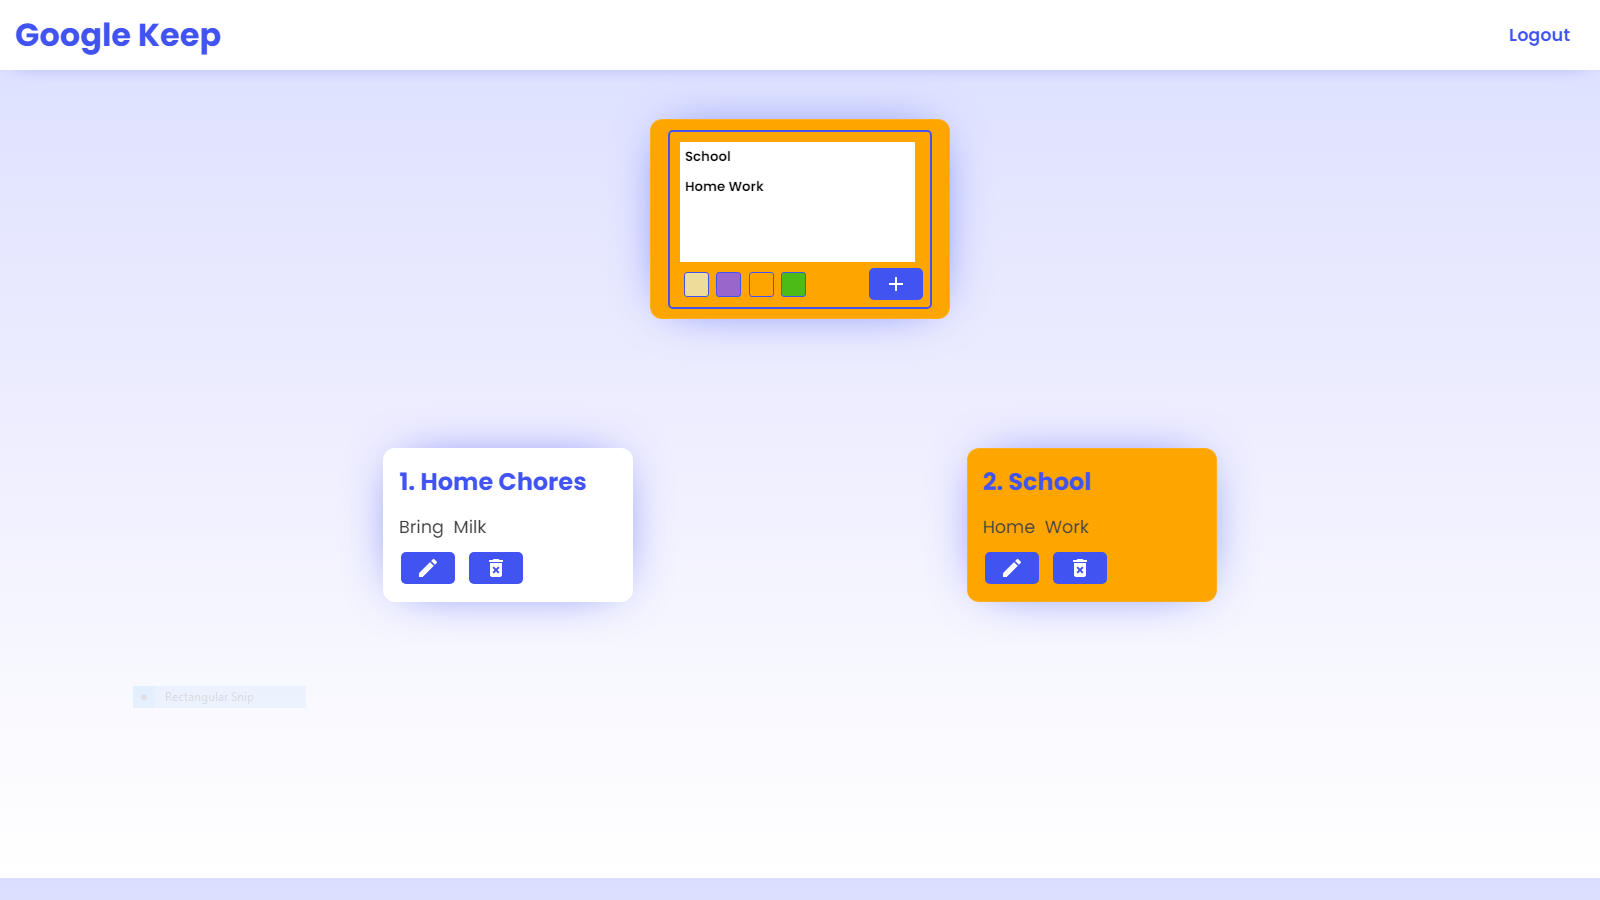 Google Keep
Logout
School
Home Work
1. Home Chores
Bring Milk
2. School
Home Work
Rectangular Snip